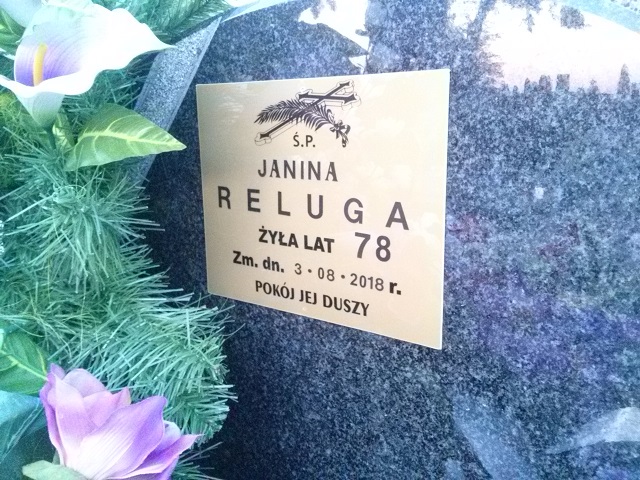 Ś.P.
JANINA
RELUGA
ŻYŁA LAT 78
Zm. dn. 3·08·2018 r.
POKÓJ JEJ DUSZY